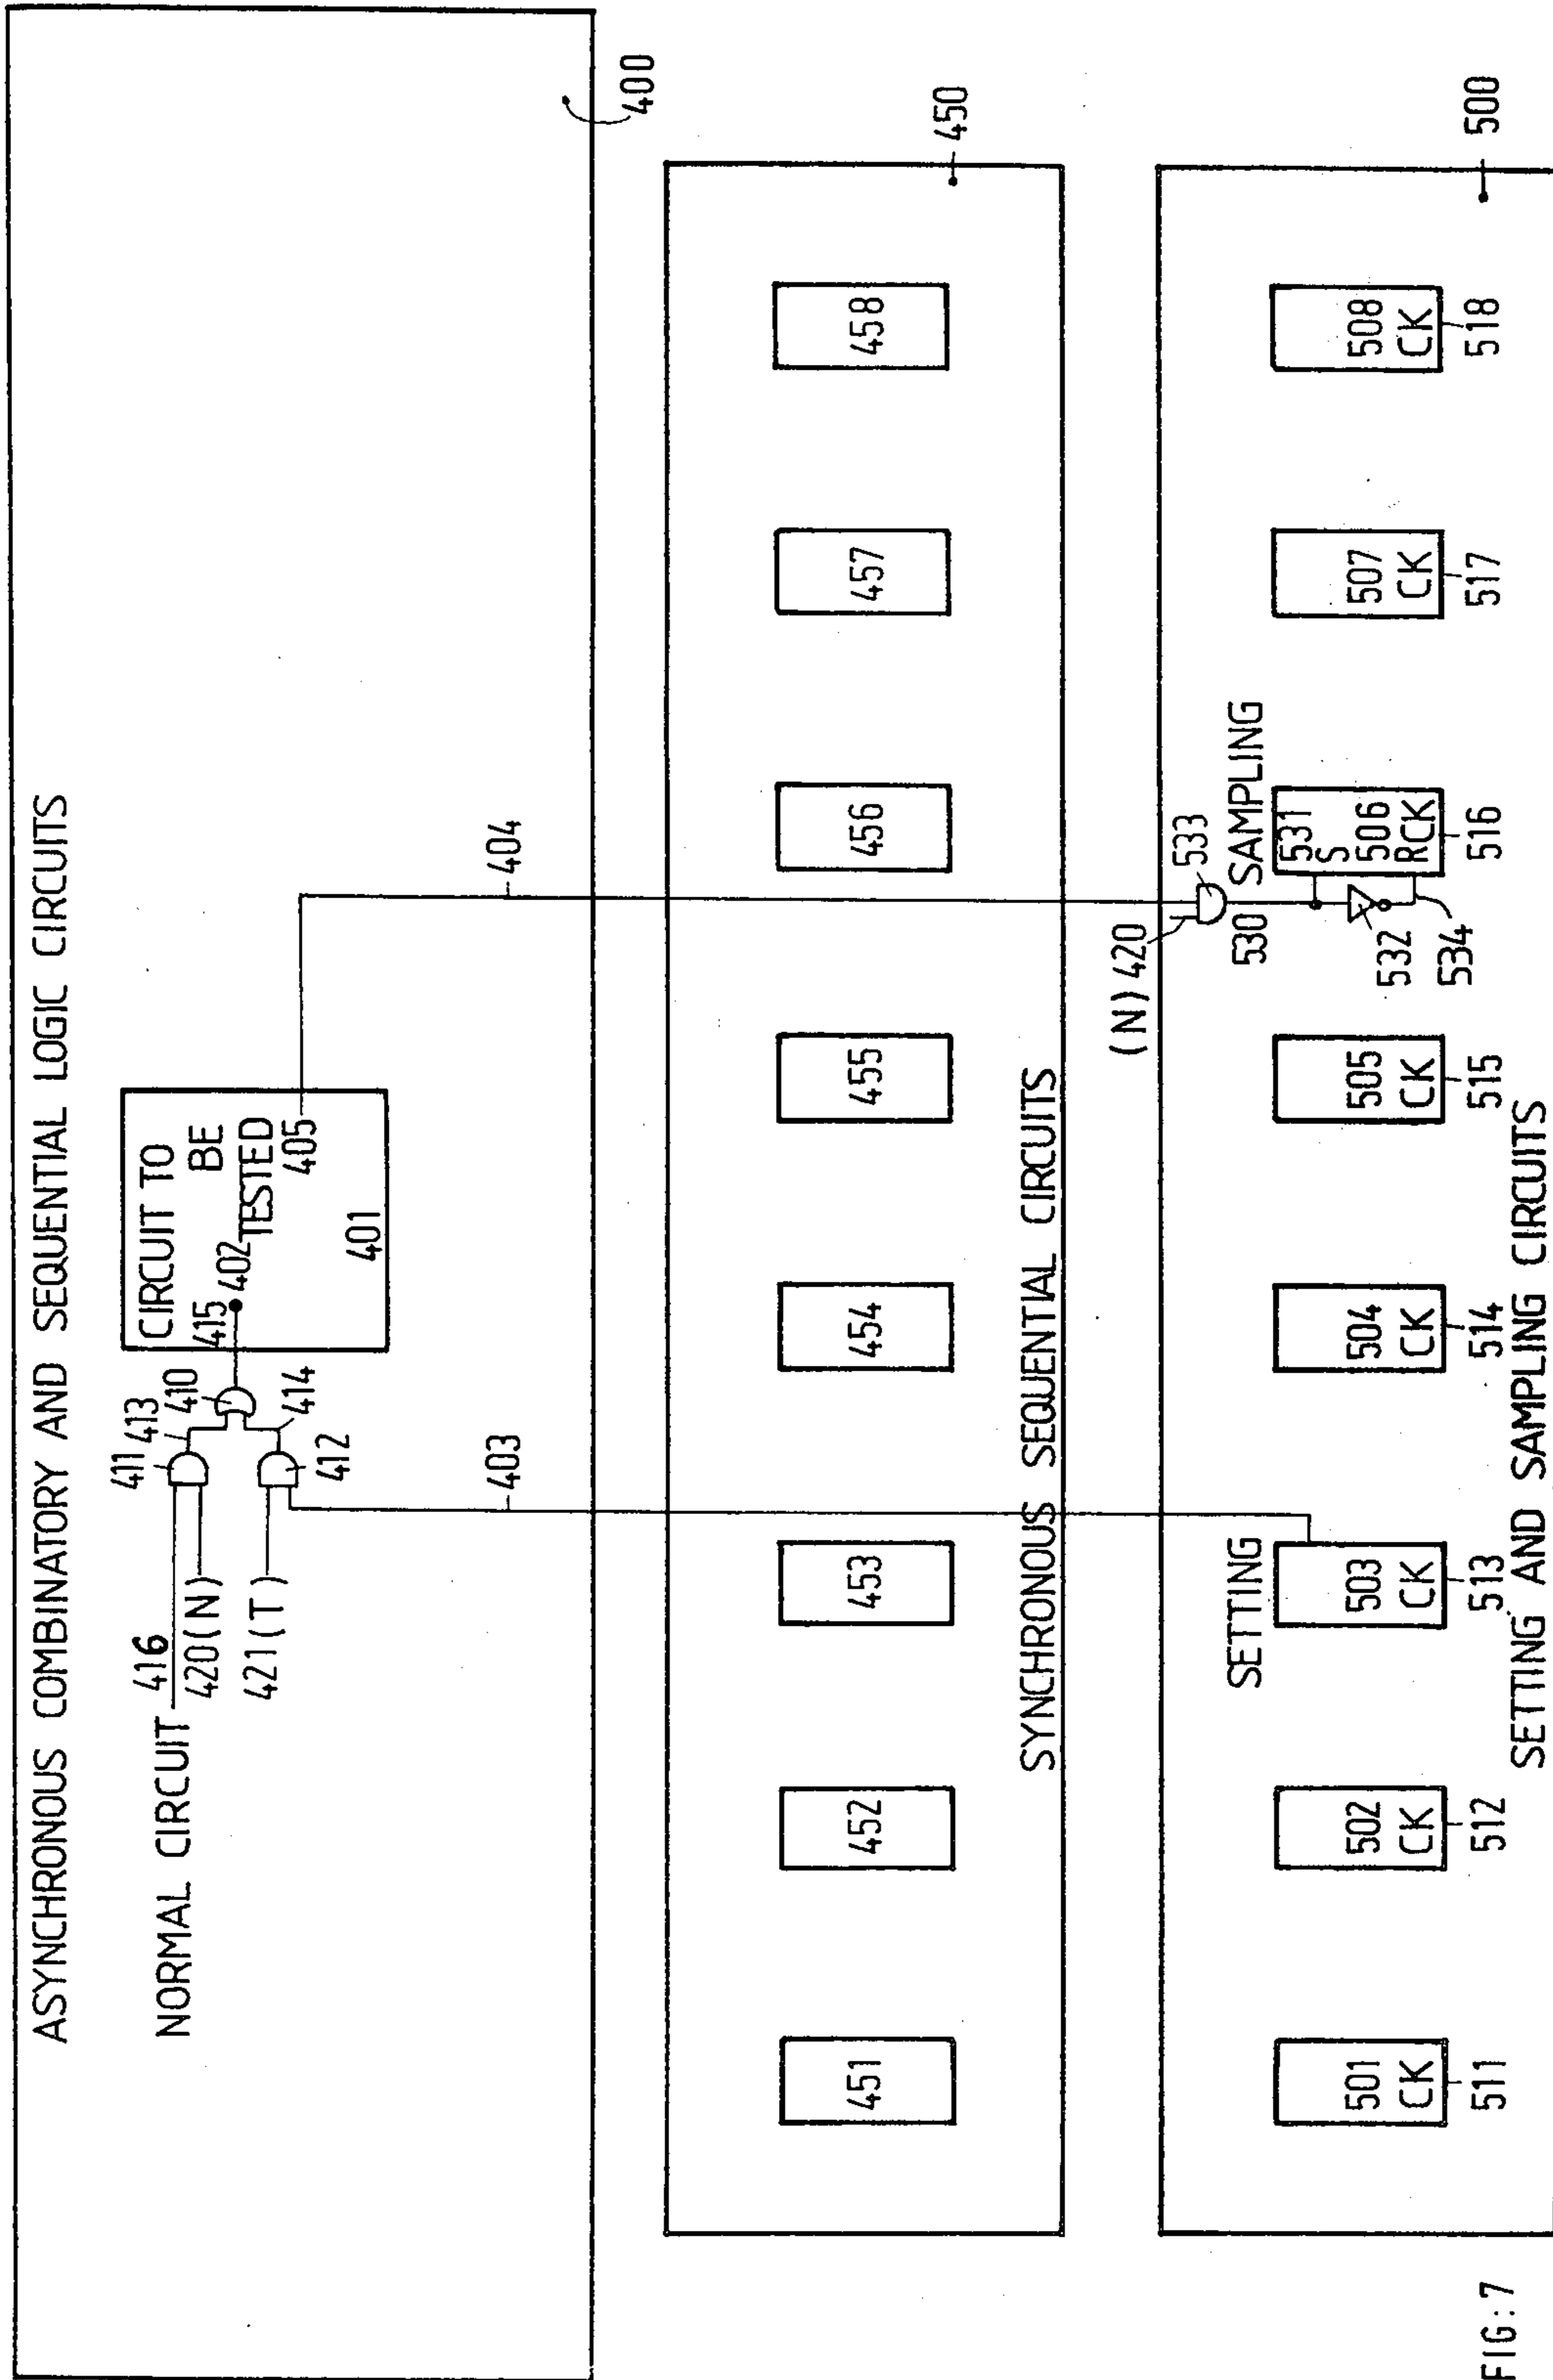 ASYNCHRONOUS COMBINATORY AND SEQUENTIAL LOGIC CIRCUITS
NORMAL CIRCUIT 416
420(N)
421(T)
411
413
410
414
412
415
CIRCUIT TO
BE
402
TESTED
405
401
403
404
400
451
452
453
454
455
456
457
458
450
SYNCHRONOUS SEQUENTIAL CIRCUITS
(N) 420
533
530
SETTING
SAMPLING
501
CK
511
502
CK
512
503
CK
513
504
CK
514
505
CK
515
532
534
531
S
506
RCK
516
507
CK
517
508
CK
518
500
SETTING AND SAMPLING CIRCUITS
FIG:7